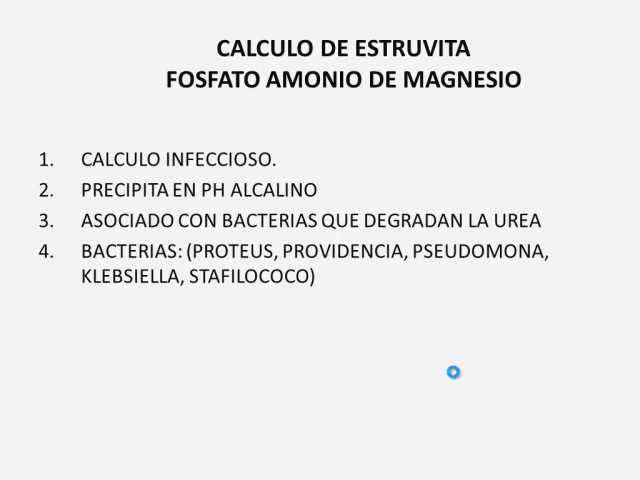 CALCULO DE ESTRUVITA
FOSFATO AMONIO DE MAGNESIO
1. CALCULO INFECCIOSO.
2. PRECIPITA EN PH ALCALINO
3. ASOCIADO CON BACTERIAS QUE DEGRADAN LA UREA
4. BACTERIAS: (PROTEUS, PROVIDENCIA, PSEUDOMONA,
KLEBSIELLA, STAFILOCOCO)